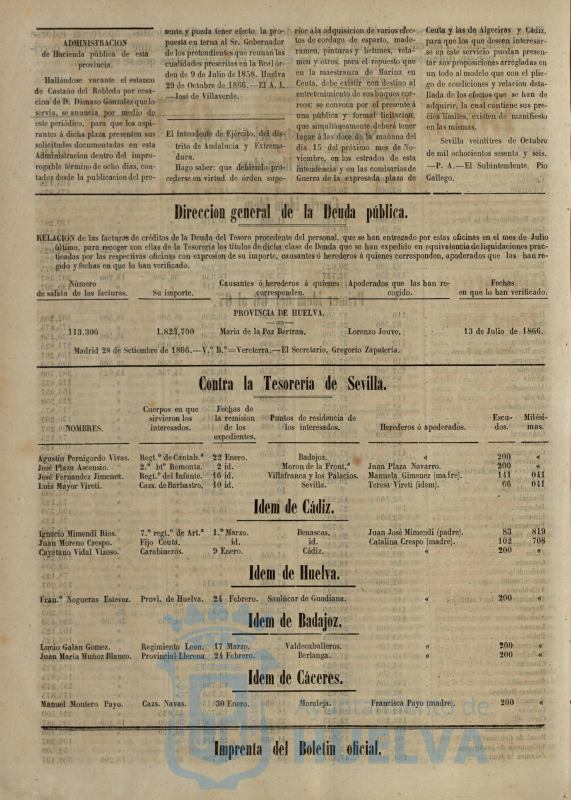 ADMINISTRACION
de Hacienda pública de esta
provincia.
Hallándose vacante el estanco
de Castaño del Robledo por cesa-
cion de D. Dámaso Gonzalez que lo
servia, se anuncia por medio de
este periódico, para que los aspi-
rantes á dicha plaza presenten sus
solicitudes documentadas en esta
Administracion dentro del impro-
rogable término de ocho dias, con-
tados desde la publicacion del pre-
sente y pueda tener efecto la pro-
puesta en terna al Sr. Gobernador
de los pretendientes que reunan las
cualidades prescritas en la Real ór-
den de 9 de Julio de 1858. Huelva
29 de Octubre de 1866.—El A. I.
—José de Villaverde.
El Intendente de Ejército, del dis-
trito de Andalucia y Extrema-
dura.
Hago saber: que debiendo pro-
cederse en virtud de órden supe-
rior á la adquisicion de varios efec-
tos de cordage de esparto, made-
ramen, pinturas y betunes, vela-
men y otros, para el repuesto que
en la maestranza de Marina en
Ceuta, debe existir con destino al
entretenimiento de sus buques cor-
reos: se convoca por el presente á
una pública y formal licitacion,
que simultáneamente deberá tener
lugar á las doce de la mañana del
dia 15 del próximo mes de No-
viembre, en los estrados de esta
intendencia y en las comisarias de
Guerra de la expresada plaza de
Ceuta y las de Algeciras y Cádiz,
para que los que deseen interesar-
se en este servicio puedan presen-
tar sus proposiciones arregladas en
un todo al modelo que con el plie-
go de condiciones y relacion deta-
llada de los efectos que se han de
adquirir, la cual contiene sus pre-
cios límites, existen de manifiesto
en las mismas.
Sevilla veintitres de Octubre
de mil ochocientos sesenta y seis.
—P. A.—El Subintendente, Pio
Gallego.
Direccion general de la Deuda pública.
RELACION de las facturas de créditos de la Deuda del Tesoro procedente del personal, que se han entregado por estas oficinas en el mes de Julio
último, para recoger con ellas de la Tesoreria los títulos de dicha clase de Deuda que se han expedido en equivalencia de liquidaciones prac-
ticadas por las respectivas oficinas con expresion de su importe, causantes ó herederos á quienes corresponden, apoderados que las han re-
gido y fechas en que lo han verificado.
Número de salida de las facturas. Su importe. Causantes ó herederos á quienes corresponden. Apoderados que las han re-cogido. Fechas en que lo han verificado.
PROVINCIA DE HUELVA.
113.306 1.823,700 Maria de la Paz Bertran. Lorenzo Jouve. 13 de Julio de 1866.
Madrid 28 de Setiembre de 1866.—V.º B.º=Vereterra.—El Secretario, Gregorio Zapateria.
Contra la Tesoreria de Sevilla.
NOMBRES. Cuerpos en que sirvieron los interesados. Fechas de la remision de los expedientes. Puntos de residencia de los interesados. Herederos ó apoderados. Escu-dos. Milési-mas.
Agustin Pernigordo Vivas. Regt.º de Cantab.ª 22 Enero. Badajoz. « 200 «
José Plaza Ascensio. 2.º bt.º Remonta. 2 id. Moron de la Front.ª Juan Plaza Navarro. 200 «
José Fernandez Jimenez. Regt.º del Infante. 16 id. Villafranca y los Palacios. Manuela Gimenez (madre). 141 041
Luis Mayor Vireti. Cazs. de Barbastro. 10 id. Sevilla. Teresa Vireti (idem). 66 041
Idem de Cádiz.
Ignacio Mimendi Rios. 7.º regt.º de Art.ª 1.º Marzo. Benascas. Juan José Mimendi (padre). 83 819
Juan Moreno Crespo. Fijo Ceuta. id. id. Catalina Crespo (madre). 102 708
Cayetano Vidal Vizoso. Carabineros. 9 Enero. Cádiz. « 200 «
Idem de Huelva.
Fran.º Nogueras Estevez. Provl. de Huelva. 24 Febrero. Sanlúcar de Guadiana. « 200 «
Idem de Badajoz.
Lucio Galan Gomez. Regimiento Leon. 17 Marzo. Valdecaballeros. « 200 «
Juan Maria Muñoz Blanco. Provincial Llerena 24 Febrero. Berlanga. « 200 «
Idem de Cáceres.
Manuel Montero Payo. Cazs. Navas. 30 Enero. Moraleja. Francisca Payo (madre). 200 «
Imprenta del Boletin oficial.
Ayuntamiento de
HUELVA